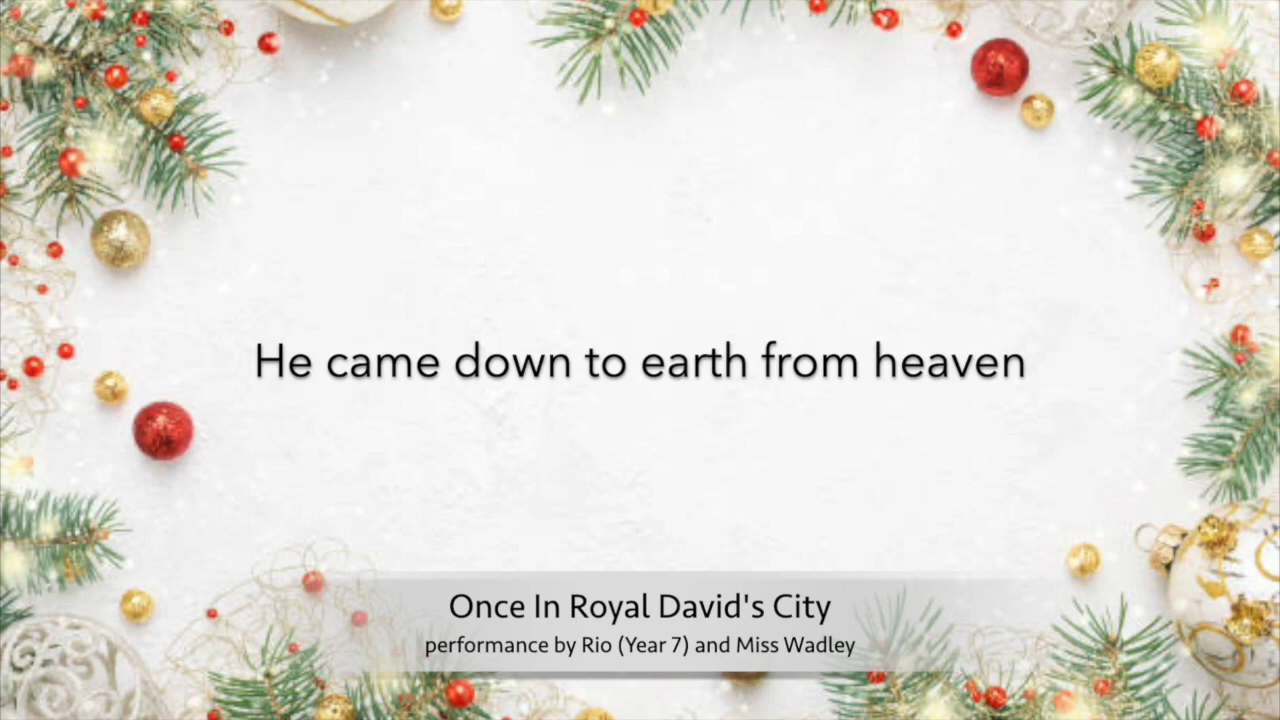 He came down to earth from heaven
Once In Royal David's City
performance by Rio (Year 7) and Miss Wadley